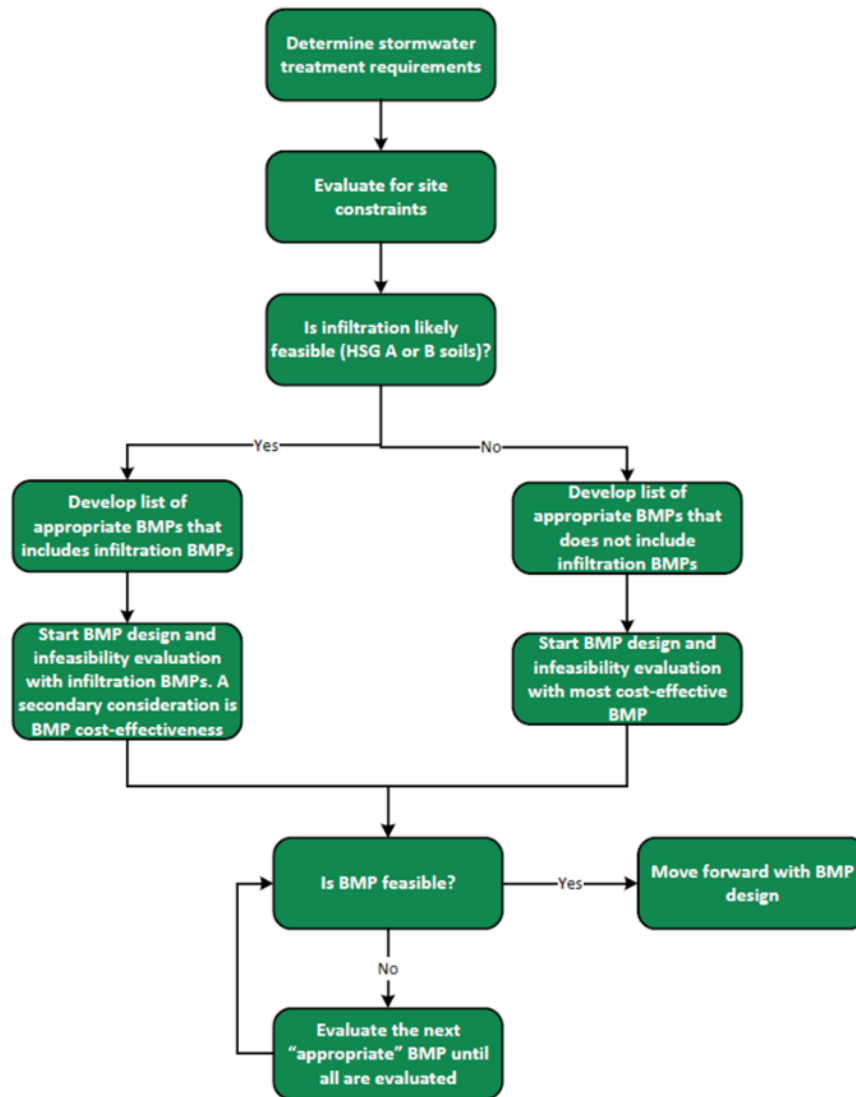 Determine stormwater
treatment requirements
Evaluate for site
constraints
Is infiltration likely
feasible (HSG A or B soils)?
Yes
No
Develop list of
appropriate BMPs that
includes infiltration BMPs
Develop list of
appropriate BMPs that
does not include
infiltration BMPs
Start BMP design and
infeasibility evaluation
with infiltration BMPs. A
secondary consideration is
BMP cost-effectiveness
Start BMP design and
infeasibility evaluation
with most cost-effective
BMP
Is BMP feasible?
Yes
Move forward with BMP
design
No
Evaluate the next
“appropriate” BMP until
all are evaluated